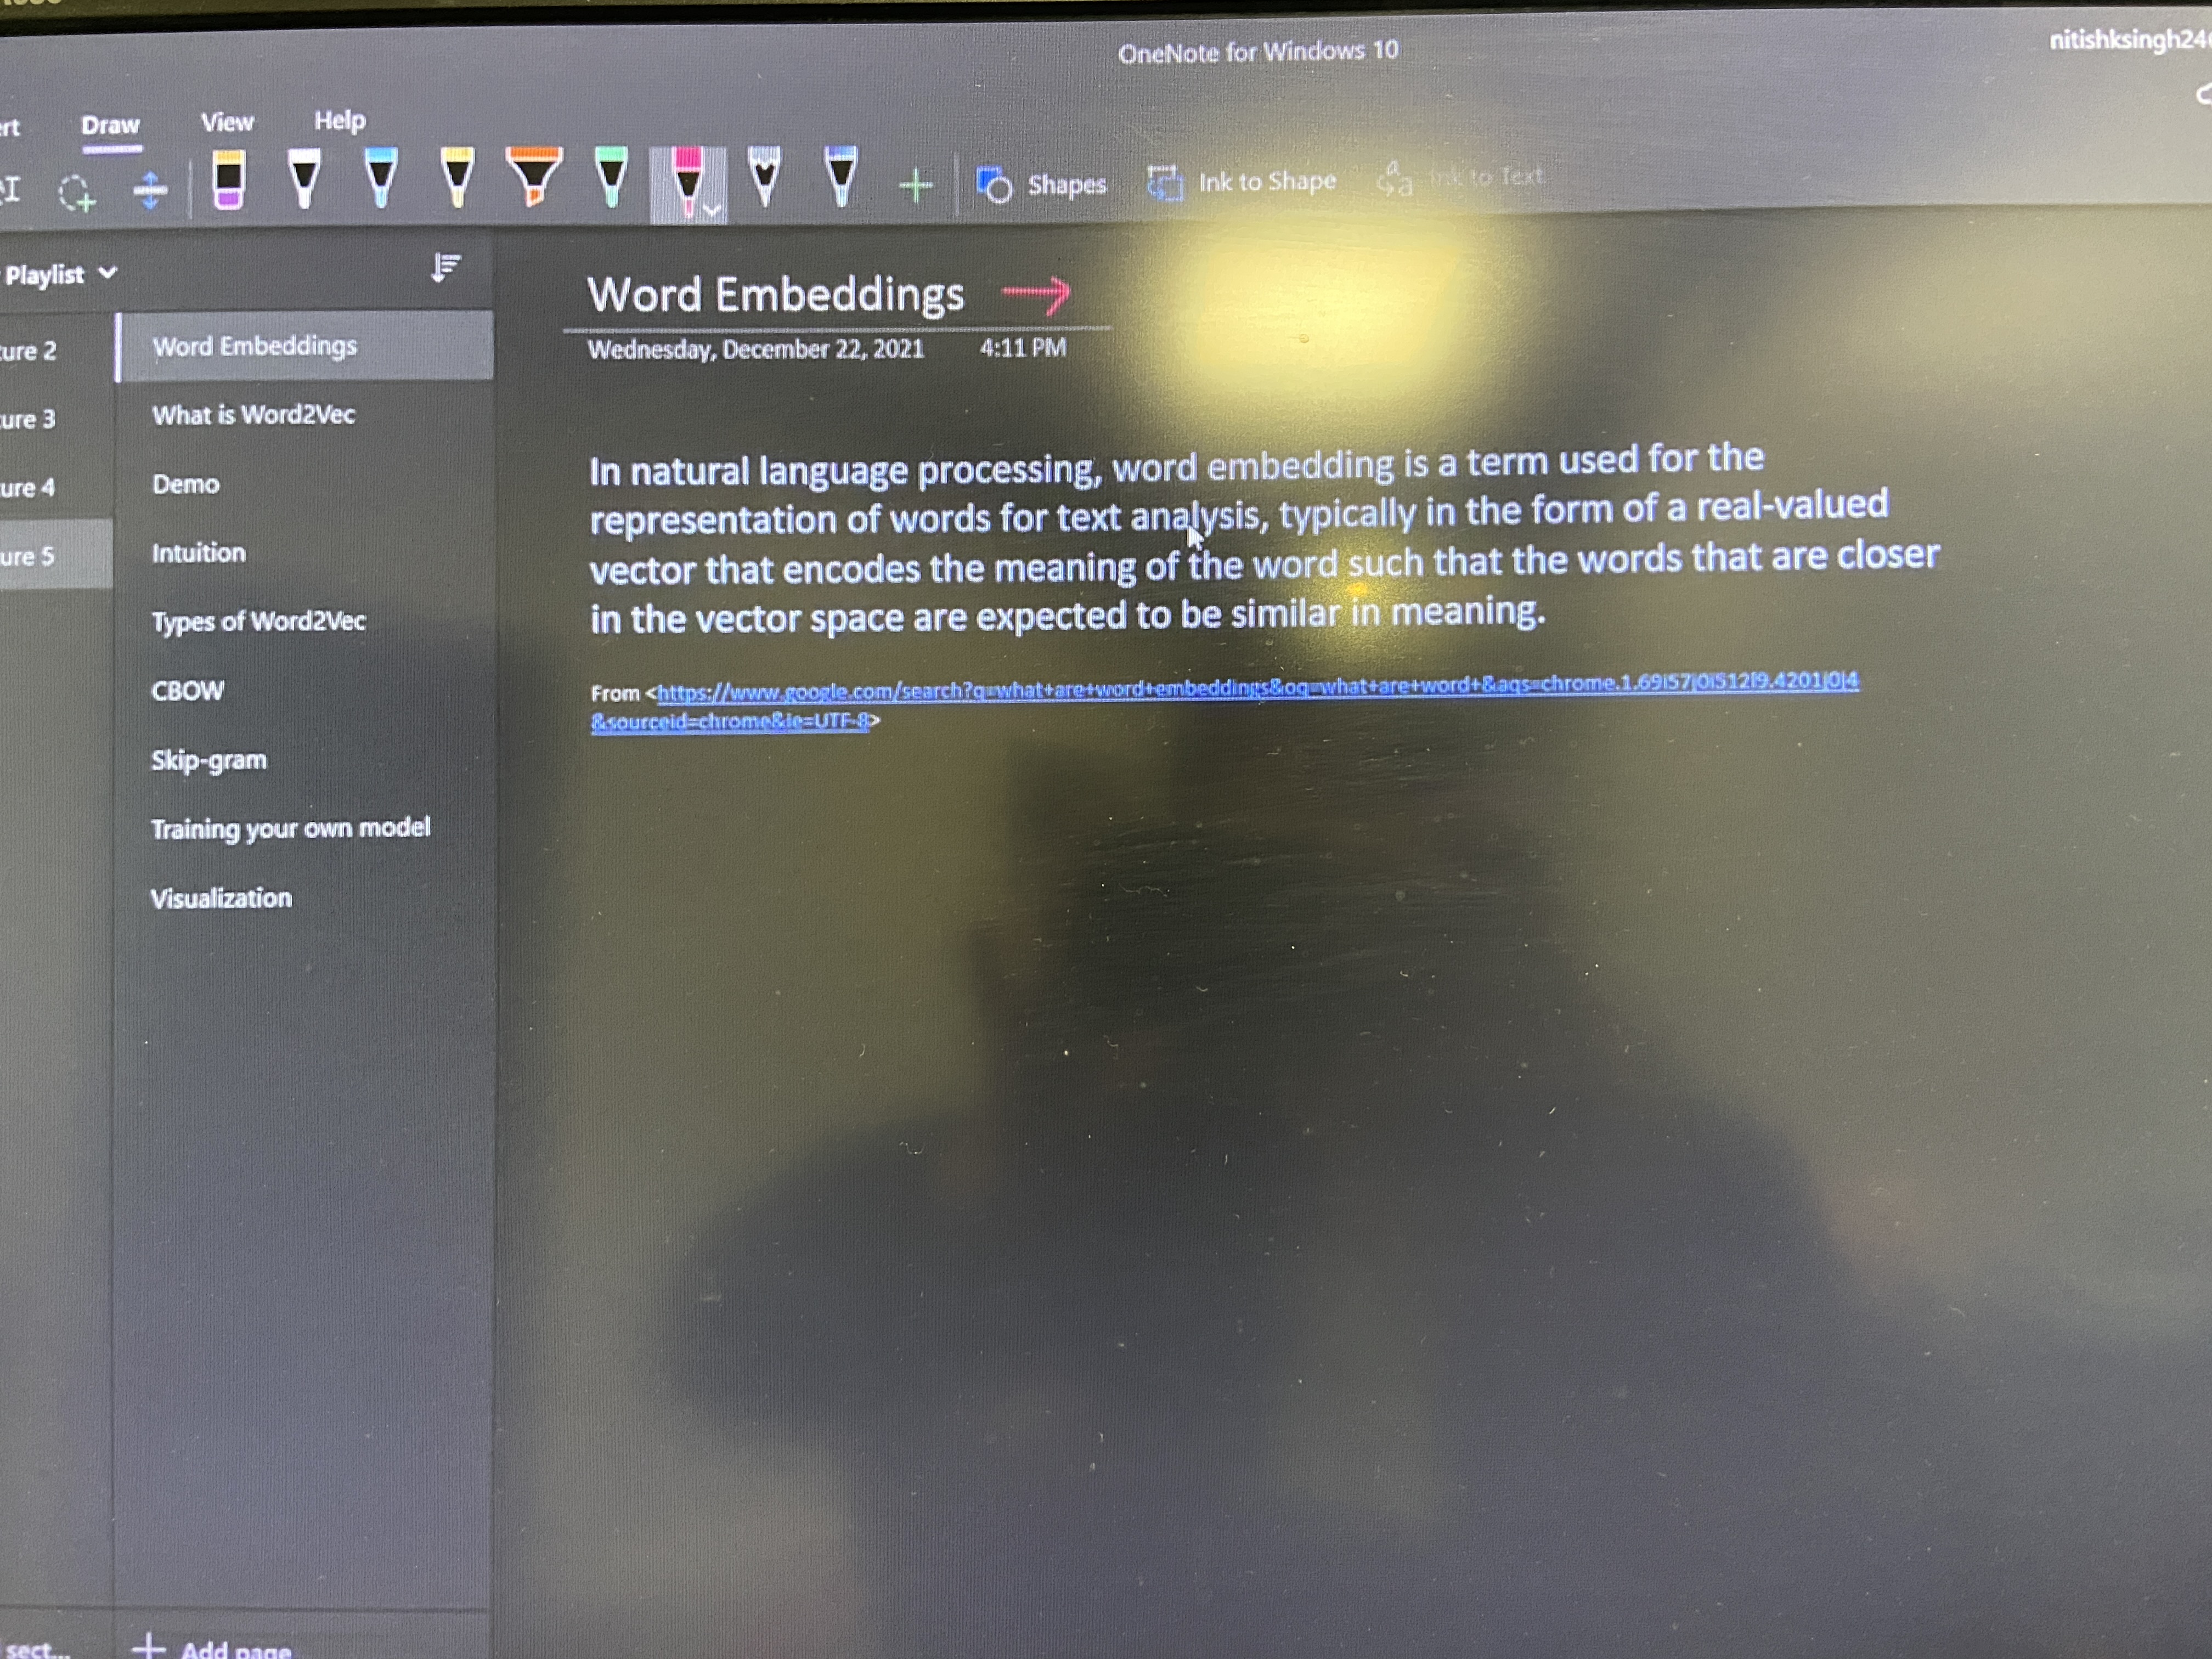 OneNote for Windows 10
Draw View Help
Shapes Ink to Shape Ink to Text
Playlist
ure 2
ure 3
ure 4
ure 5
Word Embeddings
What is Word2Vec
Demo
Intuition
Types of Word2Vec
CBOW
Skip-gram
Training your own model
Visualization
Add page
Word Embeddings
Wednesday, December 22, 2021 4:11 PM
In natural language processing, word embedding is a term used for the
representation of words for text analysis, typically in the form of a real-valued
vector that encodes the meaning of the word such that the words that are closer
in the vector space are expected to be similar in meaning.
From <https://www.google.com/search?q=what+are+word+embeddings&oq=what+are+word+&aqs=chrome.1.69i57j0i512l9.4201j0j4
&sourceid=chrome&ie=UTF-8>